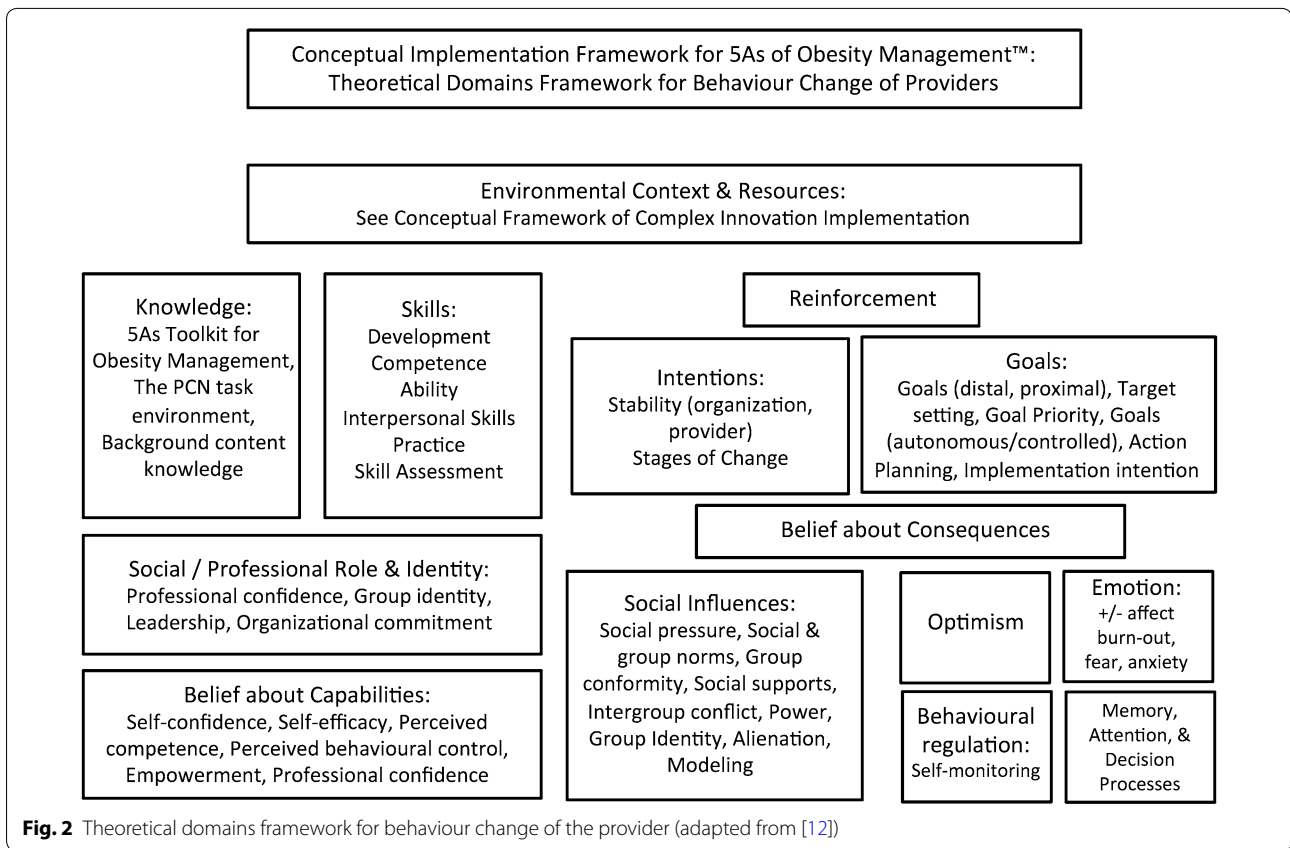 Conceptual Implementation Framework for 5As of Obesity Management™:
Theoretical Domains Framework for Behaviour Change of Providers
Environmental Context & Resources:
See Conceptual Framework of Complex Innovation Implementation
Knowledge:
5As Toolkit for
Obesity Management,
The PCN task
environment,
Background content
knowledge
Skills:
Development
Competence
Ability
Interpersonal Skills
Practice
Skill Assessment
Reinforcement
Intentions:
Stability (organization,
provider)
Stages of Change
Goals:
Goals (distal, proximal), Target
setting, Goal Priority, Goals
(autonomous/controlled), Action
Planning, Implementation intention
Belief about Consequences
Social / Professional Role & Identity:
Professional confidence, Group identity,
Leadership, Organizational commitment
Belief about Capabilities:
Self-confidence, Self-efficacy, Perceived
competence, Perceived behavioural control,
Empowerment, Professional confidence
Social Influences:
Social pressure, Social &
group norms, Group
conformity, Social supports,
Intergroup conflict, Power,
Group Identity, Alienation,
Modeling
Optimism
Emotion:
+/- affect
burn-out,
fear, anxiety
Behavioural
regulation:
Self-monitoring
Memory,
Attention, &
Decision
Processes
Fig. 2 Theoretical domains framework for behaviour change of the provider (adapted from [12])